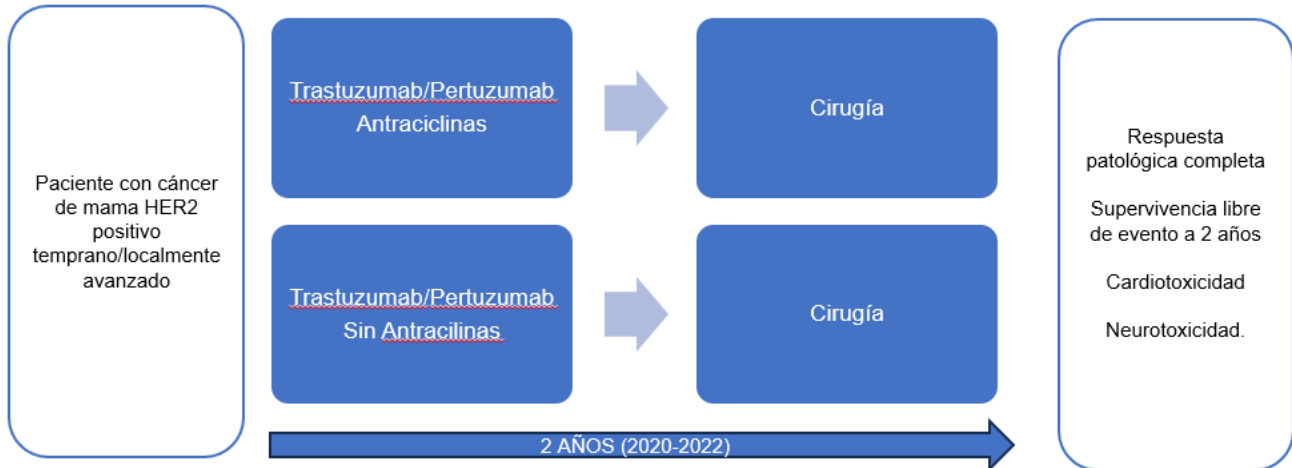 Paciente con cáncer
de mama HER2
positivo
temprano/localmente
avanzado
Trastuzumab/Pertuzumab
Antraciclinas
Cirugía
Trastuzumab/Pertuzumab
Sin Antracilinas
Cirugía
2 AÑOS (2020-2022)
Respuesta
patológica completa
Supervivencia libre
de evento a 2 años
Cardiotoxicidad
Neurotoxicidad.